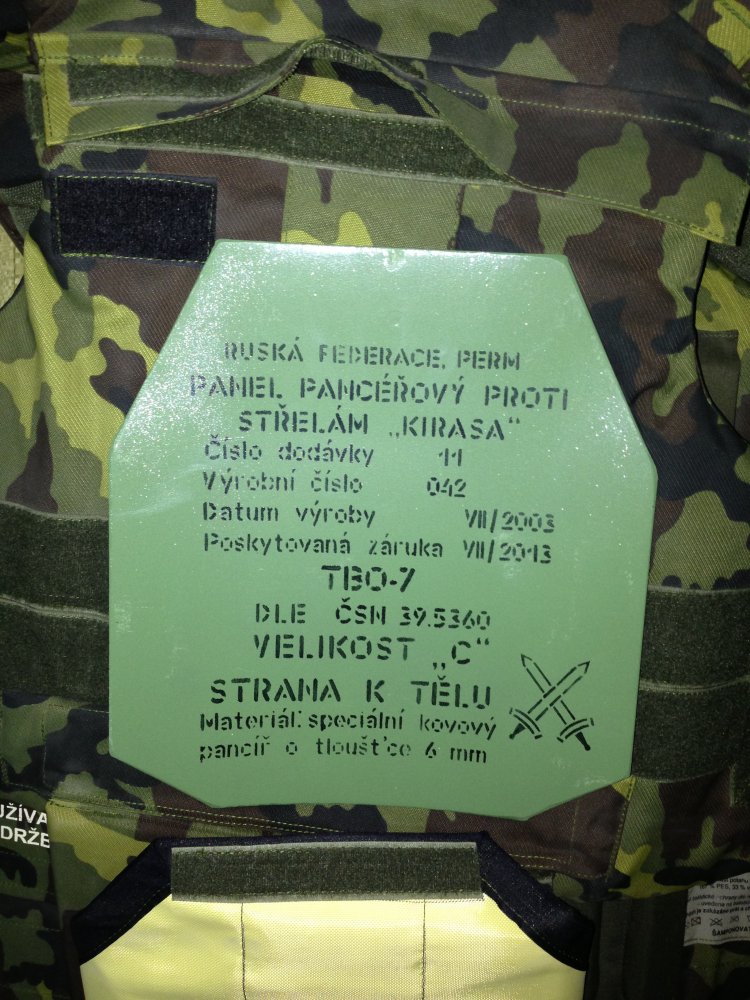 RUSKÁ FEDERACE, PERM
PANEL PANCÉŘOVÝ PROTI
STŘELÁM „KIRASA“
Číslo dodávky 11
Výrobní číslo 042
Datum výroby VII/2003
Poskytovaná záruka VII/2013
TBO-7
DLE ČSN 39.5360
VELIKOST „C“
STRANA K TĚLU
Materiál: speciální kovový
pancíř o tloušťce 6 mm
UŽÍVA
DRŽE